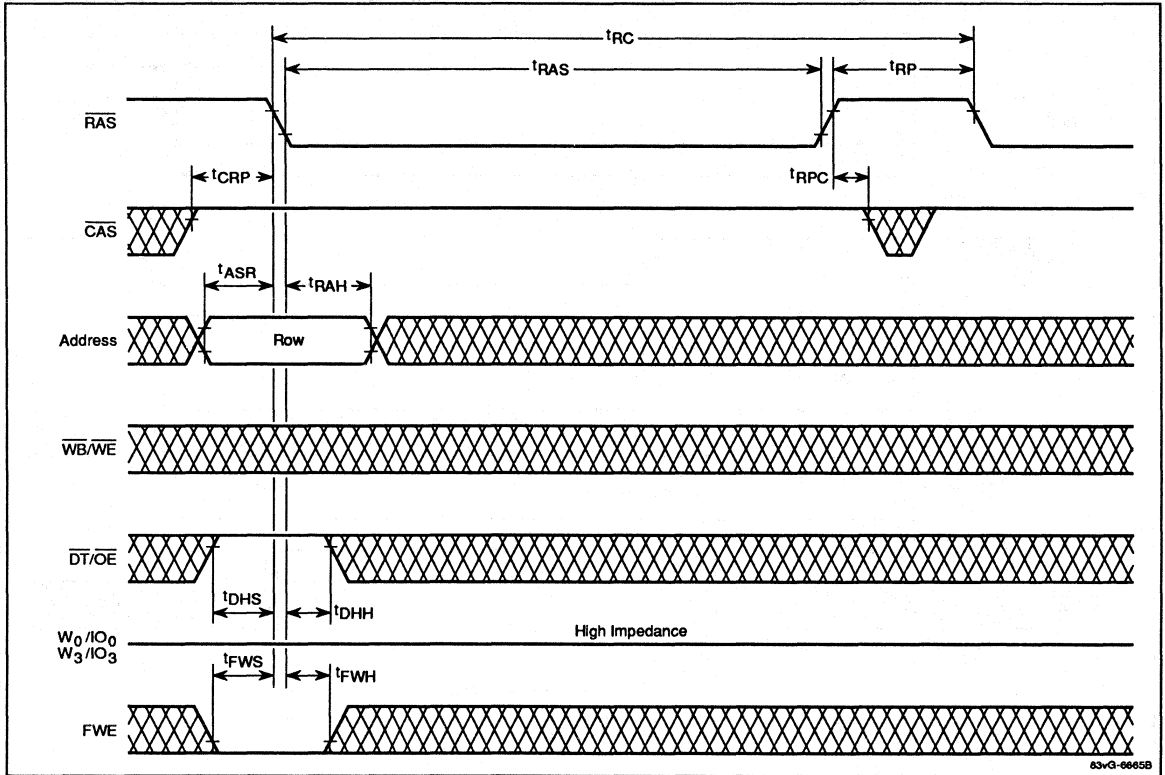 tRC
tRAS
tRP
RAS
tCRP
tRPC
CAS
tASR
tRAH
Address
Row
WB/WE
DT/OE
tDHS
tDHH
High Impedance
W0/IO0
W3/IO3
tFWS
tFWH
FWE
83vG-6665B